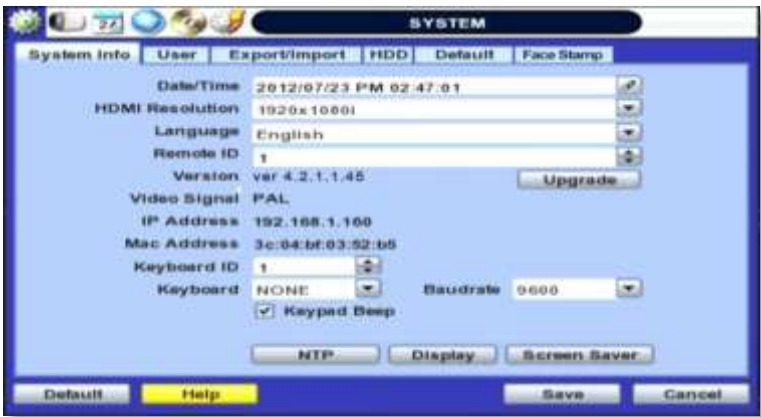 27 SYSTEM
System Info User Export/Import HDD Default Face Stamp
Date/Time 2012/07/23 PM 02:47:01
HDMI Resolution 1920x1080i
Language English
Remote ID 1
Version ver 4.2.1.1.45 Upgrade
Video Signal PAL
IP Address 192.168.1.160
Mac Address 3c:04:bf:03:52:b5
Keyboard ID 1
Keyboard NONE Baudrate 9600
Keypad Beep
NTP Display Screen Saver
Default Help Save Cancel